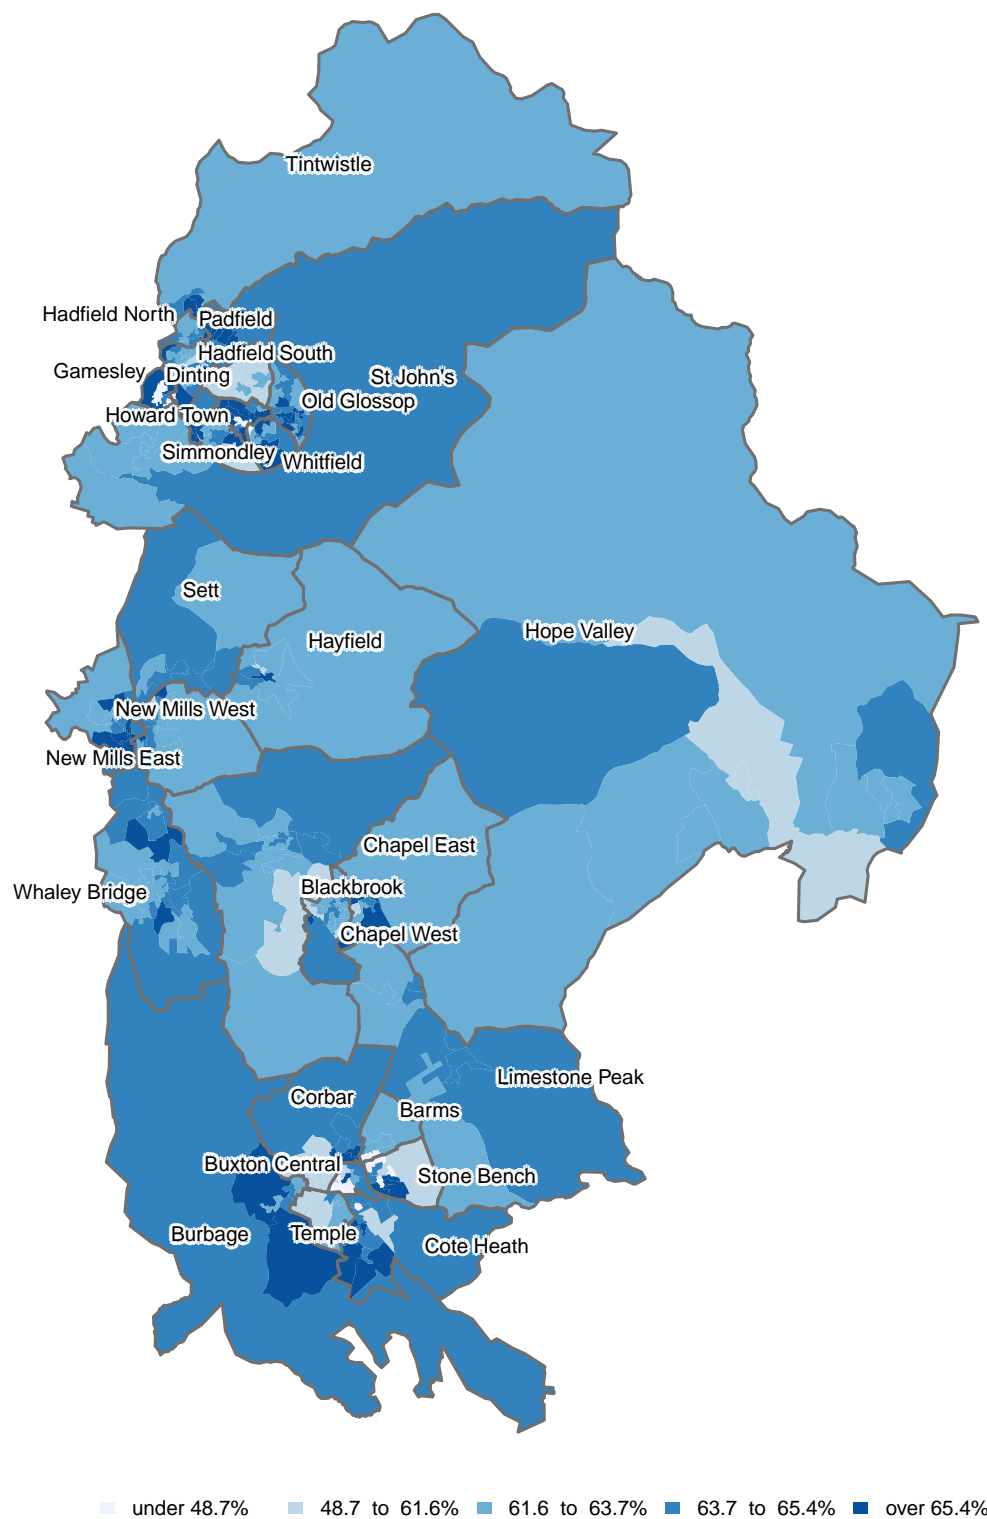 Tintwistle
Hadfield North
Padfield
Hadfield South
Gamesley
Dinting
St John's
Old Glossop
Howard Town
Simmondley
Whitfield
Sett
Hope Valley
Hayfield
New Mills West
New Mills East
Chapel East
Blackbrook
Whaley Bridge
Chapel West
Limestone Peak
Corbar
Barms
Buxton Central
Stone Bench
Burbage
Temple
Cote Heath
under 48.7% 48.7 to 61.6% 61.6 to 63.7% 63.7 to 65.4% over 65.4%